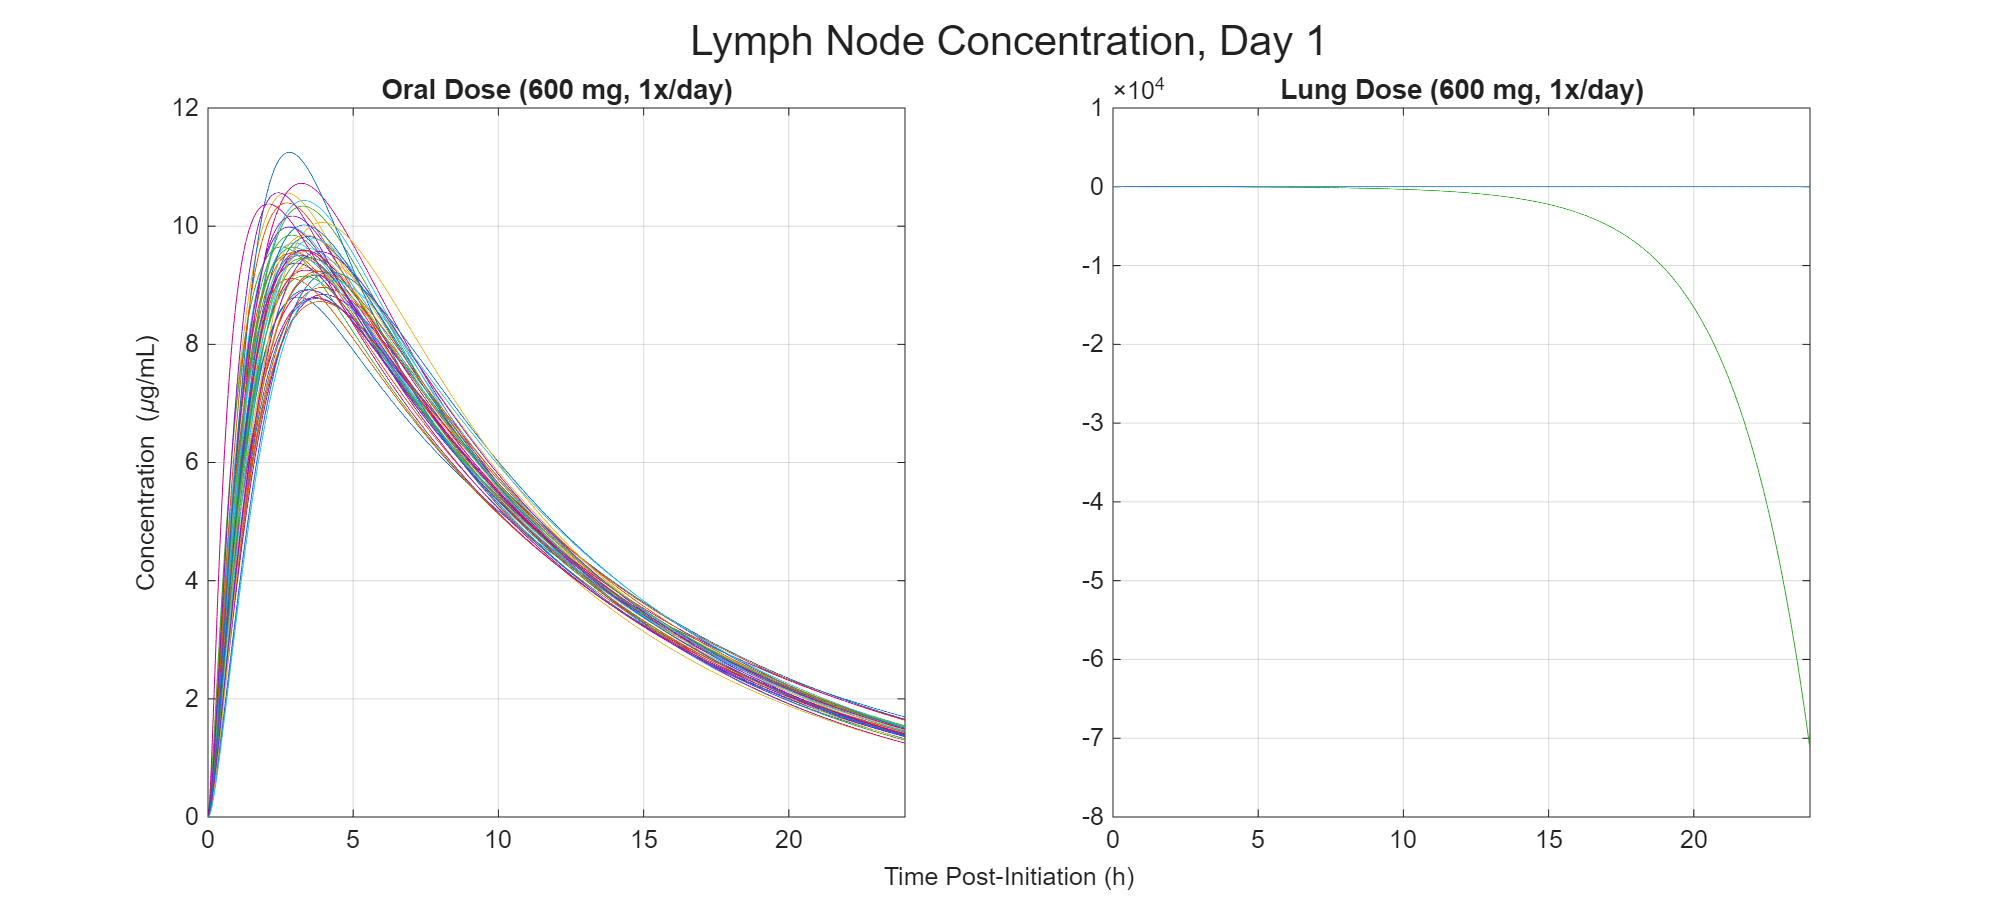 Lymph Node Concentration, Day 1
Oral Dose (600 mg, 1x/day)
12
10
8
6
4
2
0
0 5 10 15 20
Concentration (μg/mL)
Lung Dose (600 mg, 1x/day)
×10⁴
1
0
-1
-2
-3
-4
-5
-6
-7
-8
0 5 10 15 20
Time Post-Initiation (h)